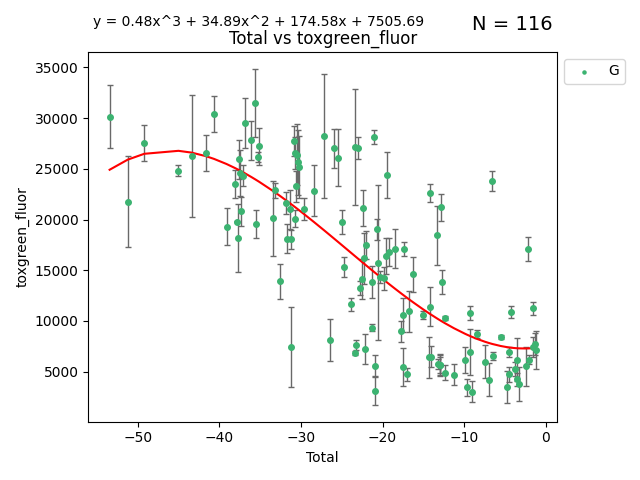 y = 0.48x^3 + 34.89x^2 + 174.58x + 7505.69
N = 116
Total vs toxgreen_fluor
G
toxgreen_fluor
35000
30000
25000
20000
15000
10000
5000
−50 −40 −30 −20 −10 0
Total